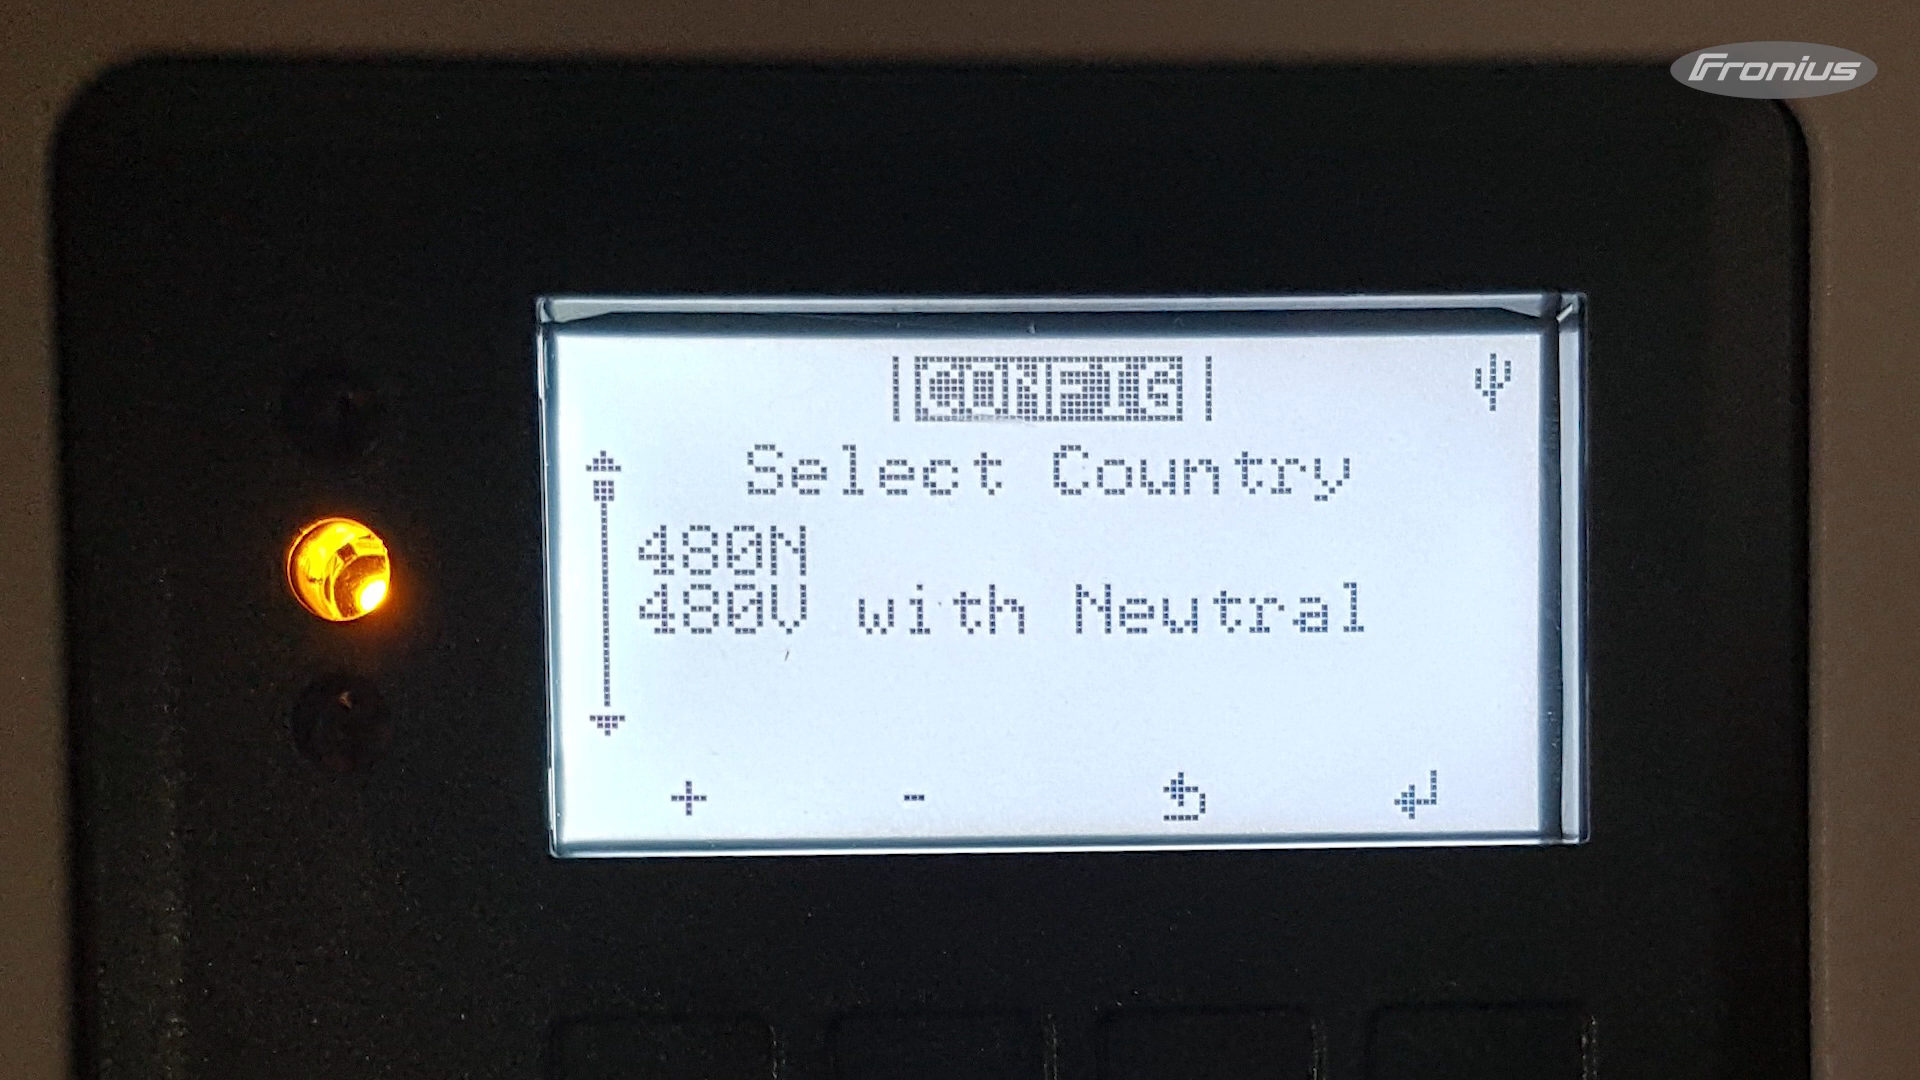 Fronius
CONFIG
Select Country
480N
480V with Neutral
+ -